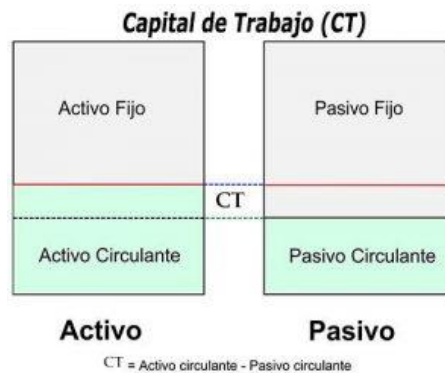 Capital de Trabajo (CT)
Activo Fijo
Pasivo Fijo
CT
Activo Circulante
Pasivo Circulante
Activo
Pasivo
CT = Activo circulante - Pasivo circulante